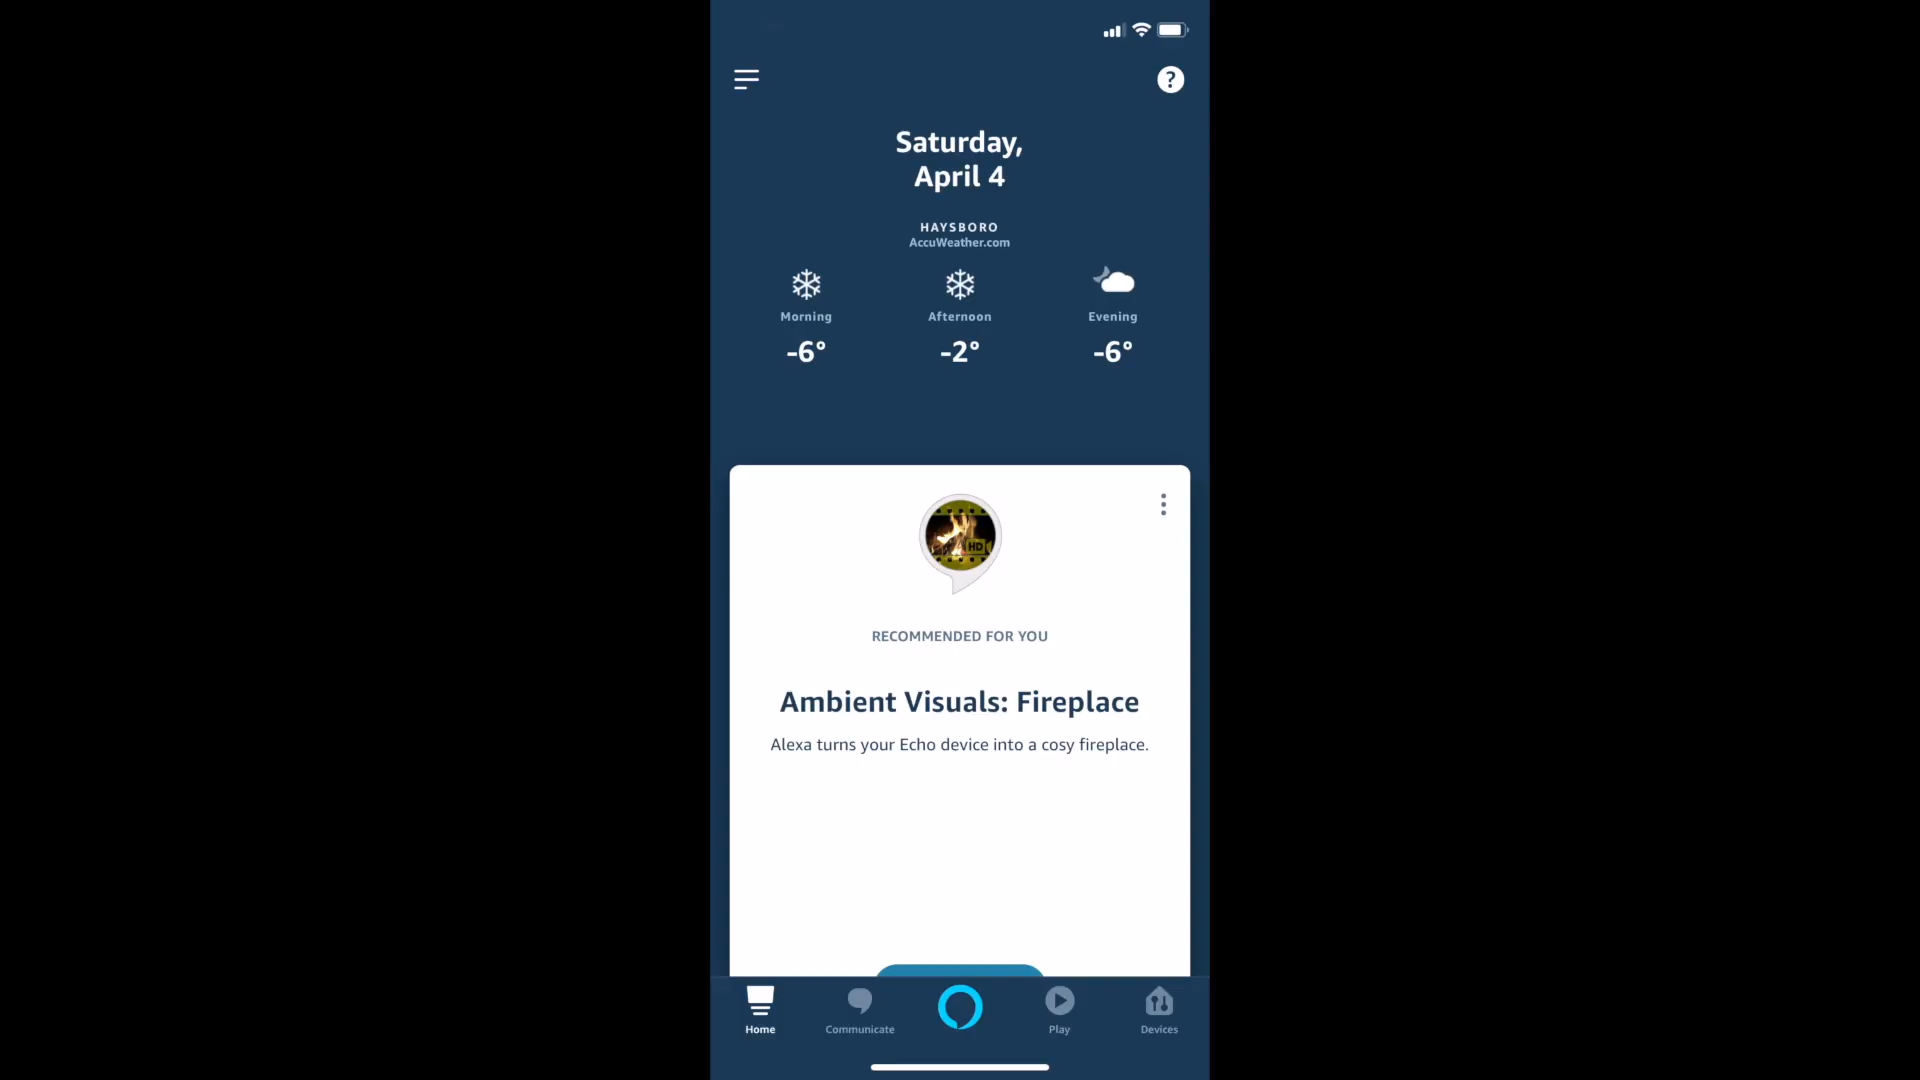 Saturday,
April 4
HAYSBORO
AccuWeather.com
Morning Afternoon Evening
-6° -2° -6°
HD
RECOMMENDED FOR YOU
Ambient Visuals: Fireplace
Alexa turns your Echo device into a cosy fireplace.
Home Communicate Play Devices